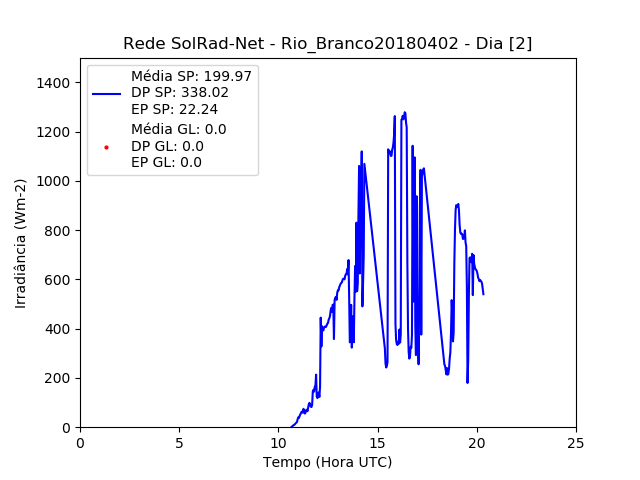 Rede SolRad-Net - Rio_Branco20180402 - Dia [2]
Média SP: 199.97
DP SP: 338.02
EP SP: 22.24
Média GL: 0.0
DP GL: 0.0
EP GL: 0.0
1400
1200
1000
800
600
400
200
0
Irradiância (Wm-2)
0 5 10 15 20 25
Tempo (Hora UTC)